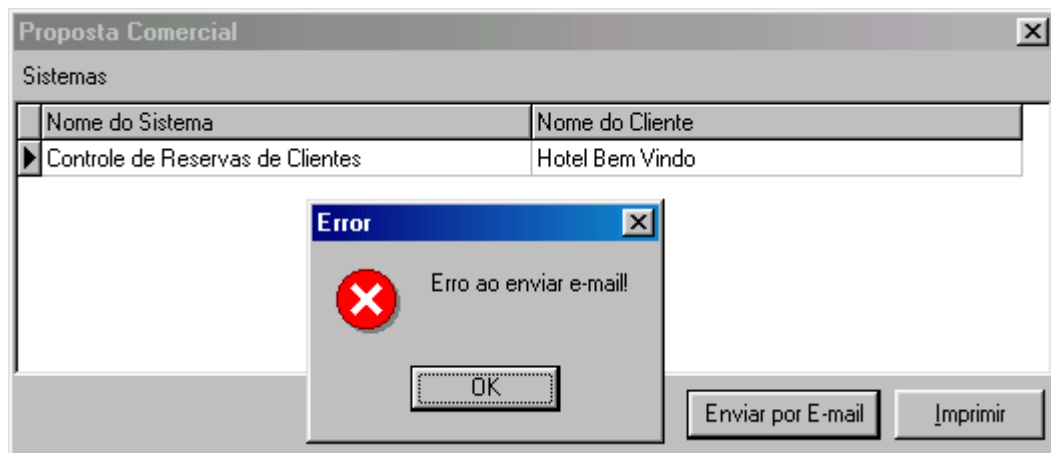 Proposta Comercial
Sistemas
Nome do Sistema Nome do Cliente
Controle de Reservas de Clientes Hotel Bem Vindo
Error
Erro ao enviar e-mail!
OK
Enviar por E-mail Imprimir